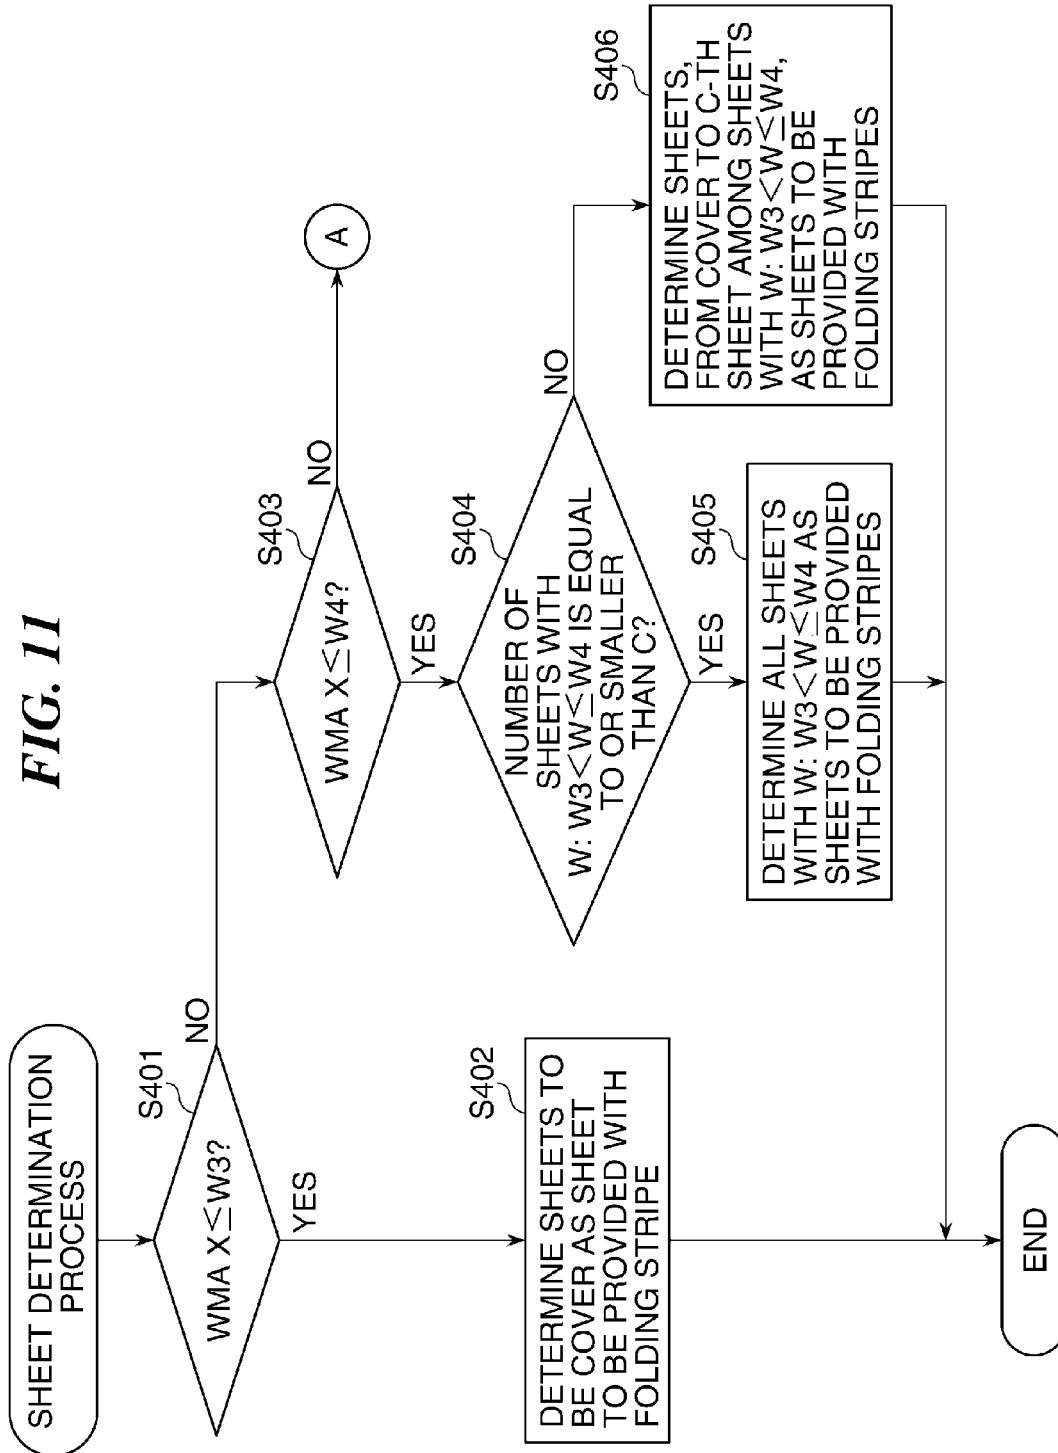 FIG. 11
SHEET DETERMINATION
PROCESS
S401
WMA X≤W3?
NO
YES
S402
DETERMINE SHEETS TO
BE COVER AS SHEET
TO BE PROVIDED WITH
FOLDING STRIPE
S403
WMA X≤W4?
NO
A
YES
S404
NUMBER OF
SHEETS WITH
W: W3<W≤W4 IS EQUAL
TO OR SMALLER
THAN C?
NO
YES
S405
DETERMINE ALL SHEETS
WITH W: W3<W≤W4 AS
SHEETS TO BE PROVIDED
WITH FOLDING STRIPES
S406
DETERMINE SHEETS,
FROM COVER TO C-TH
SHEET AMONG SHEETS
WITH W: W3<W≤W4,
AS SHEETS TO BE
PROVIDED WITH
FOLDING STRIPES
END